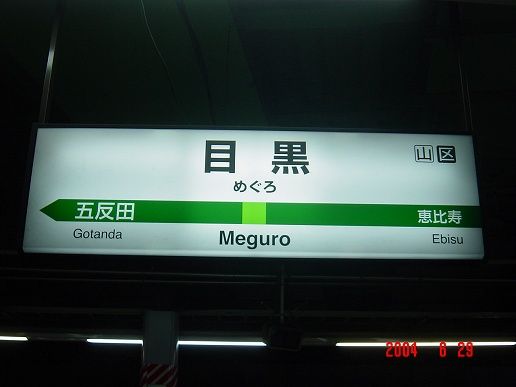 目黒
山 区
めぐろ
五反田 恵比寿
Gotanda Meguro Ebisu
2004 8 29